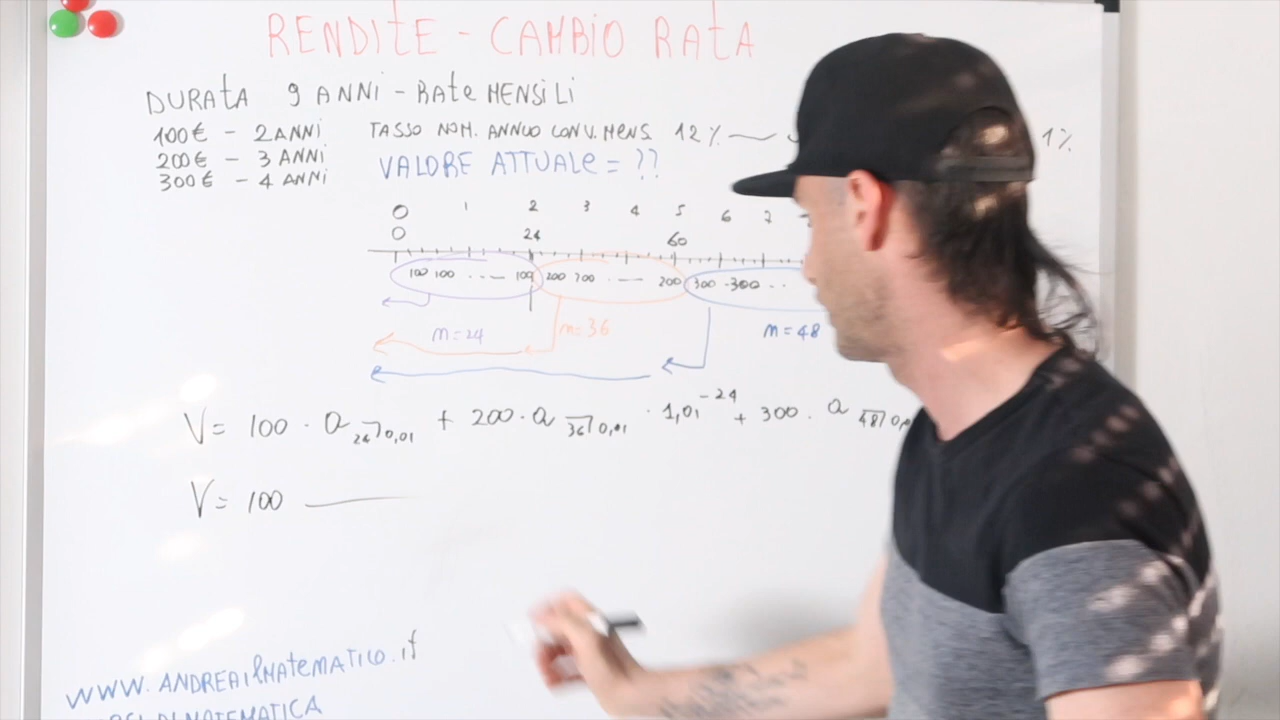 RENDITE - CAMBIO RATA
DURATA 9 ANNI - RATE MENSILI
100€ - 2 ANNI
TASSO NOM. ANNUO CONV. MENS. 12% 1%
200€ - 3 ANNI
VALORE ATTUALE = ??
300€ - 4 ANNI
0 1 2 3 4 5 6 7
0 24 60
100 100 ..-- 100 200 200 .-- 200 300 -300 ..
m=24 m=36 m=48
V= 100 · a 24⌉0,01 + 200 · a 36⌉0,01 · 1,01^-24 + 300 · a 48⌉0,0
V= 100
WWW.ANDREAilMATEMATICO.it
DI MATEMATICA